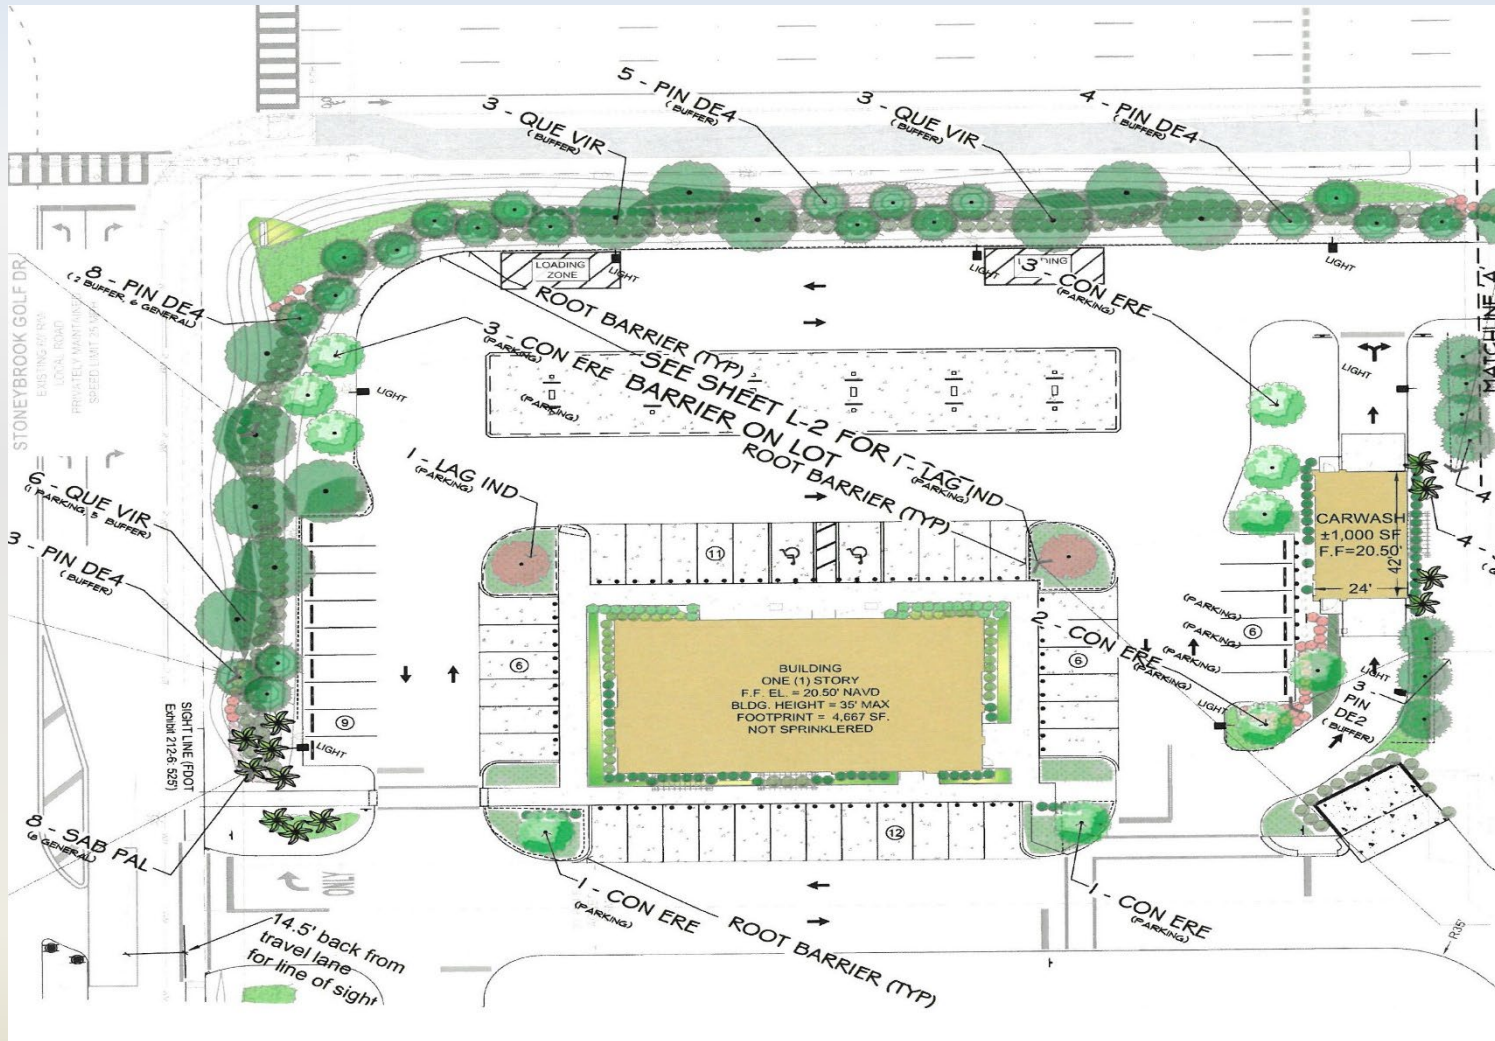 5 - PIN DE4
(BUFFER)
3 - QUE VIR
(BUFFER)
3 - QUE VIR
(BUFFER)
4 - PIN DE4
(BUFFER)
STONEYBROOK GOLF DR.
LOCAL ROAD
PRIVATELY MAINTAINED
8 - PIN DE4
(2 BUFFER, 6 GENERAL)
LOADING
ZONE
LIGHT
LIGHT
LIGHT
3 - CON ERE
(PARKING)
MATCHLINE 'A'
ROOT BARRIER (TYP)
3 - CON ERE
(PARKING)
SEE SHEET L-2 FOR
BARRIER ON LOT
(PARKING)
LIGHT
LIGHT
1 - LAG IND
(PARKING)
1 - LAG IND
(PARKING)
ROOT BARRIER (TYP)
6 - QUE VIR
(1 PARKING, 5 BUFFER)
3 - PIN DE4
(BUFFER)
11
CARWASH
±1,000 SF
F.F=20.50'
42'
24'
4
4 -
6
6
6
9
12
(PARKING)
(PARKING)
(PARKING)
2 - CON ERE
(PARKING)
BUILDING
ONE (1) STORY
F.F. EL. = 20.50' NAVD
BLDG. HEIGHT = 35' MAX
FOOTPRINT = 4,667 SF.
NOT SPRINKLERED
LIGHT
LIGHT
3 -
PIN
DE2
(BUFFER)
SIGHT LINE (FDOT
Exhibit 212-6: 525')
LIGHT
8 - SAB PAL
(8 GENERAL)
ONLY
14.5' back from
travel lane
for line of sight
1 - CON ERE
(PARKING)
ROOT BARRIER (TYP)
1 - CON ERE
(PARKING)
R35'